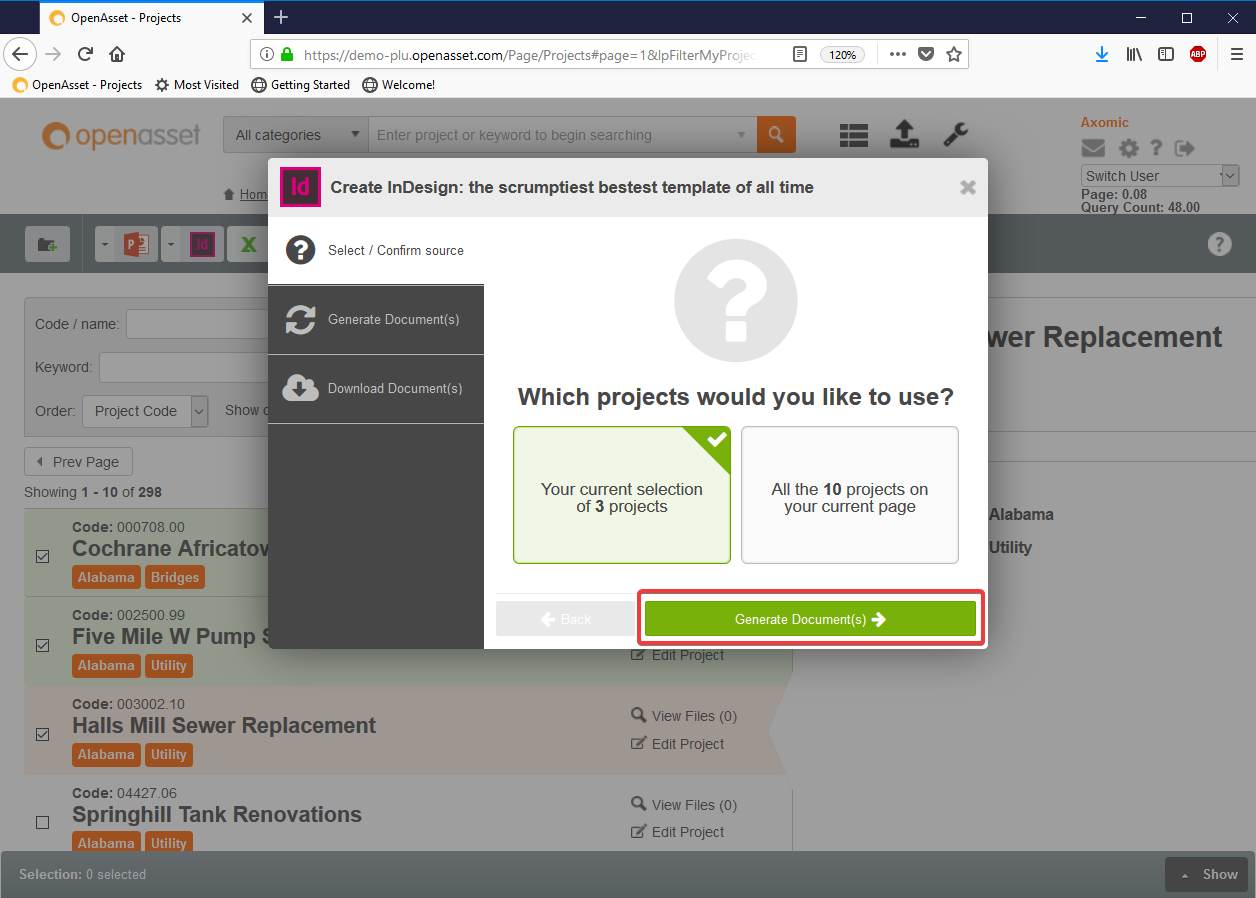 OpenAsset - Projects
https://demo-plu.openasset.com/Page/Projects#page=1&lpFilterMyProjec
120%
ABP
OpenAsset - Projects
Most Visited
Getting Started
Welcome!
openasset
All categories
Enter project or keyword to begin searching
Axomic
Switch User
Page: 0.08
Query Count: 48.00
Hom
Id
Create InDesign: the scrumptiest bestest template of all time
P
Id
X
Select / Confirm source
Generate Document(s)
Download Document(s)
Which projects would you like to use?
Your current selection
of 3 projects
All the 10 projects on
your current page
Back
Generate Document(s)
Code / name:
Keyword:
Order:
Project Code
Show
Prev Page
Showing 1 - 10 of 298
wer Replacement
Alabama
Utility
Code: 000708.00
Cochrane Africatow
Alabama
Bridges
Code: 002500.99
Five Mile W Pump S
Alabama
Utility
Edit Project
Code: 003002.10
Halls Mill Sewer Replacement
Alabama
Utility
View Files (0)
Edit Project
Code: 04427.06
Springhill Tank Renovations
Alabama
Utility
View Files (0)
Edit Project
Selection: 0 selected
Show